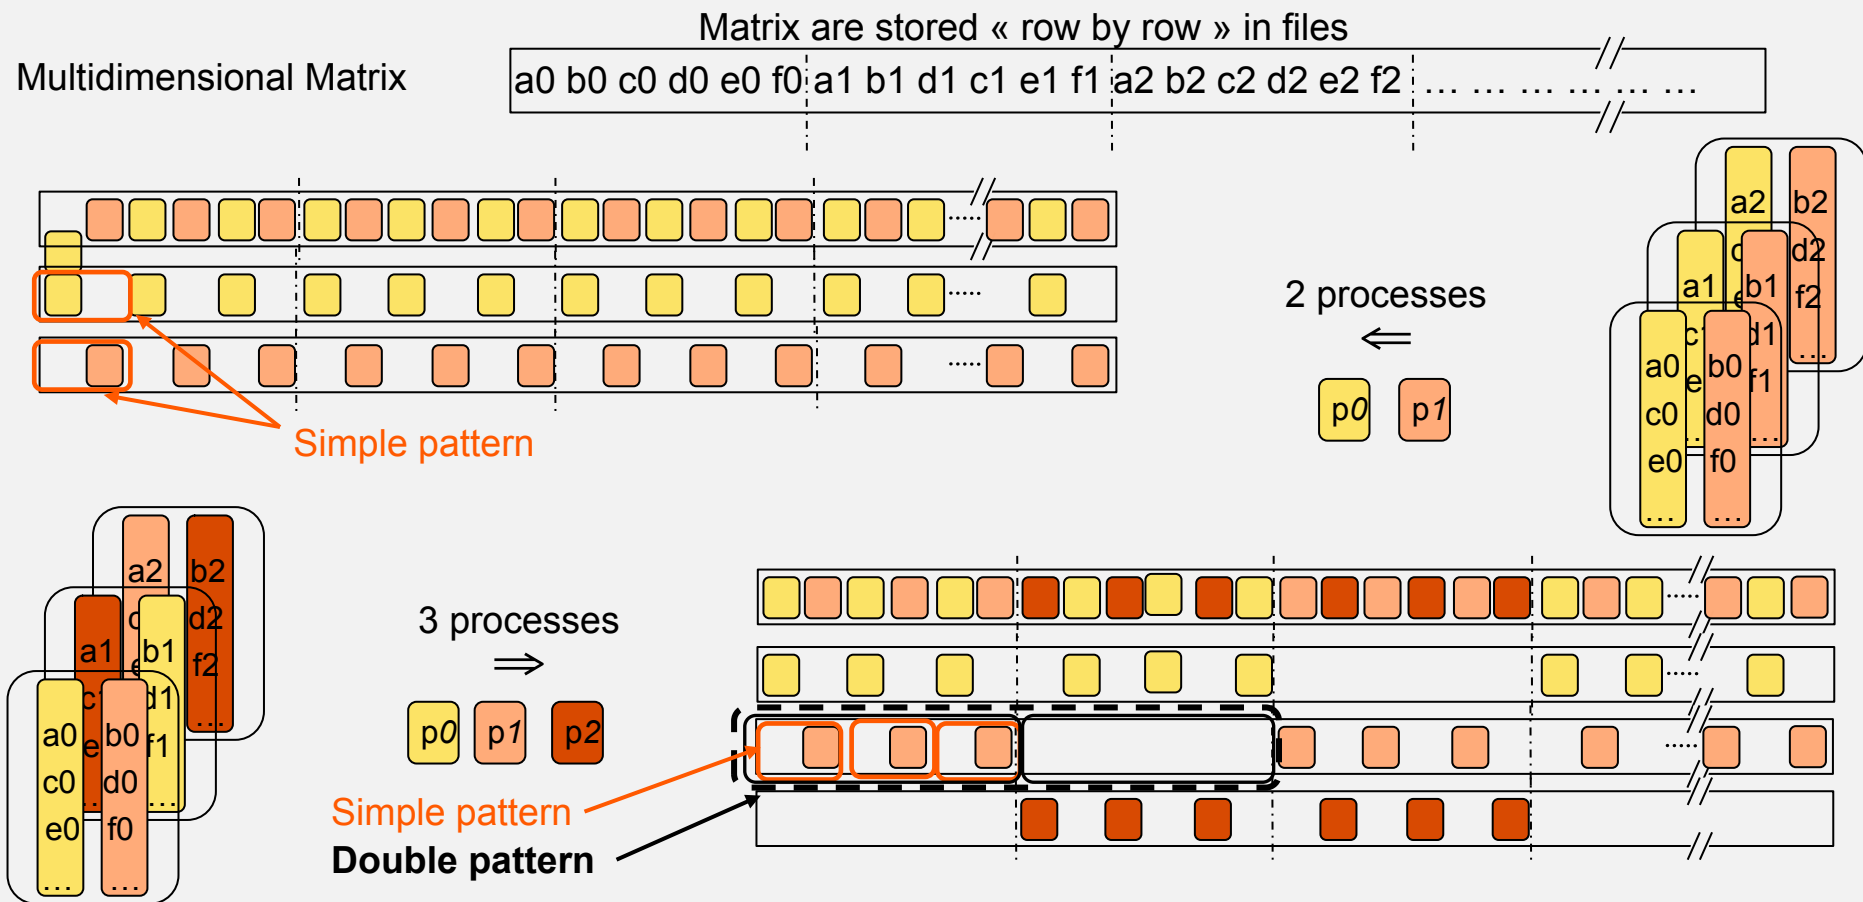 Matrix are stored « row by row » in files
Multidimensional Matrix
a0 b0 c0 d0 e0 f0 a1 b1 d1 c1 e1 f1 a2 b2 c2 d2 e2 f2 ... ... ... ... ... ...
.....
.....
.....
Simple pattern
2 processes
⇐
p0 p1
a2 b2
c d2
e f2
...
a1 b1
c1 d1
e f1
... ...
a0 b0
c0 d0
e0 f0
... ...
a2 b2
c d2
e f2
...
a1 b1
c1 d1
e f1
... ...
a0 b0
c0 d0
e0 f0
... ...
3 processes
⇒
p0 p1 p2
.....
.....
.....
Simple pattern
Double pattern